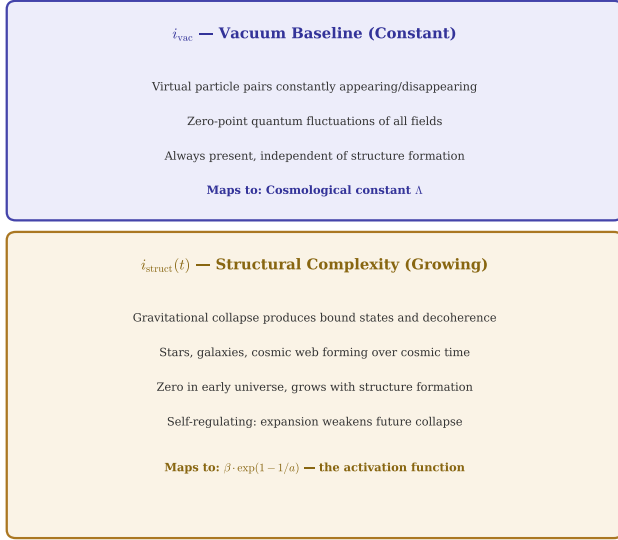 i_vac — Vacuum Baseline (Constant)
Virtual particle pairs constantly appearing/disappearing
Zero-point quantum fluctuations of all fields
Always present, independent of structure formation
Maps to: Cosmological constant Λ
i_struct(t) — Structural Complexity (Growing)
Gravitational collapse produces bound states and decoherence
Stars, galaxies, cosmic web forming over cosmic time
Zero in early universe, grows with structure formation
Self-regulating: expansion weakens future collapse
Maps to: β · exp(1 − 1/a) — the activation function